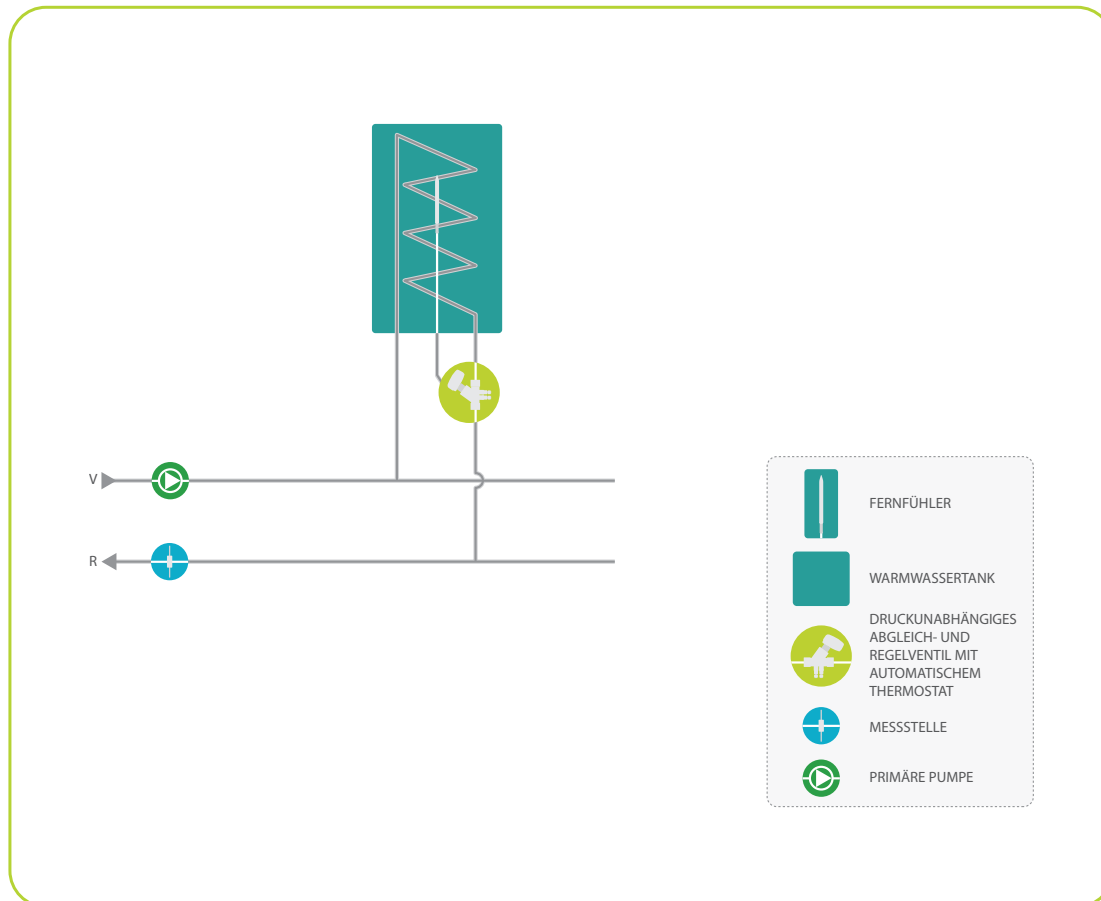 V
R
FERNFÜHLER
WARMWASSERTANK
DRUCKUNABHÄNGIGES
ABGLEICH- UND
REGELVENTIL MIT
AUTOMATISCHEM
THERMOSTAT
MESSSTELLE
PRIMÄRE PUMPE